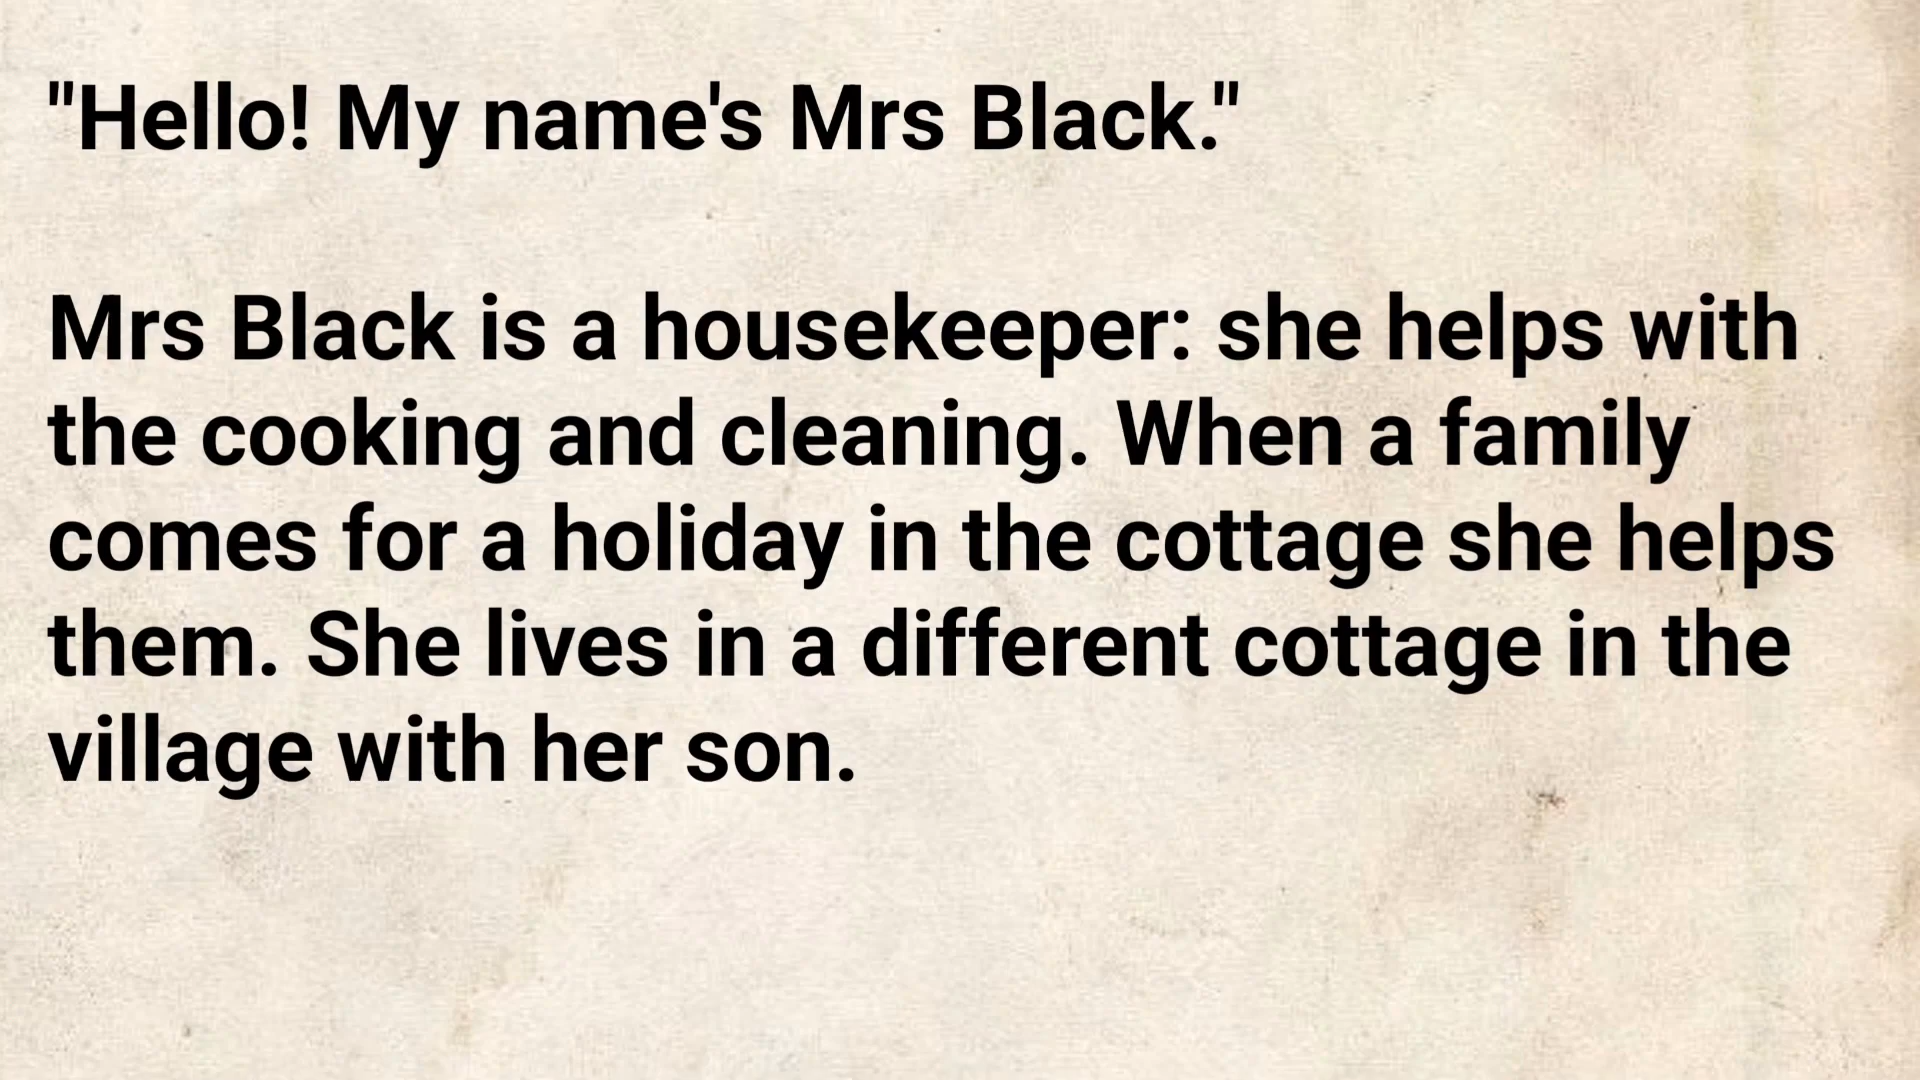 "Hello! My name's Mrs Black."
Mrs Black is a housekeeper: she helps with
the cooking and cleaning. When a family
comes for a holiday in the cottage she helps
them. She lives in a different cottage in the
village with her son.